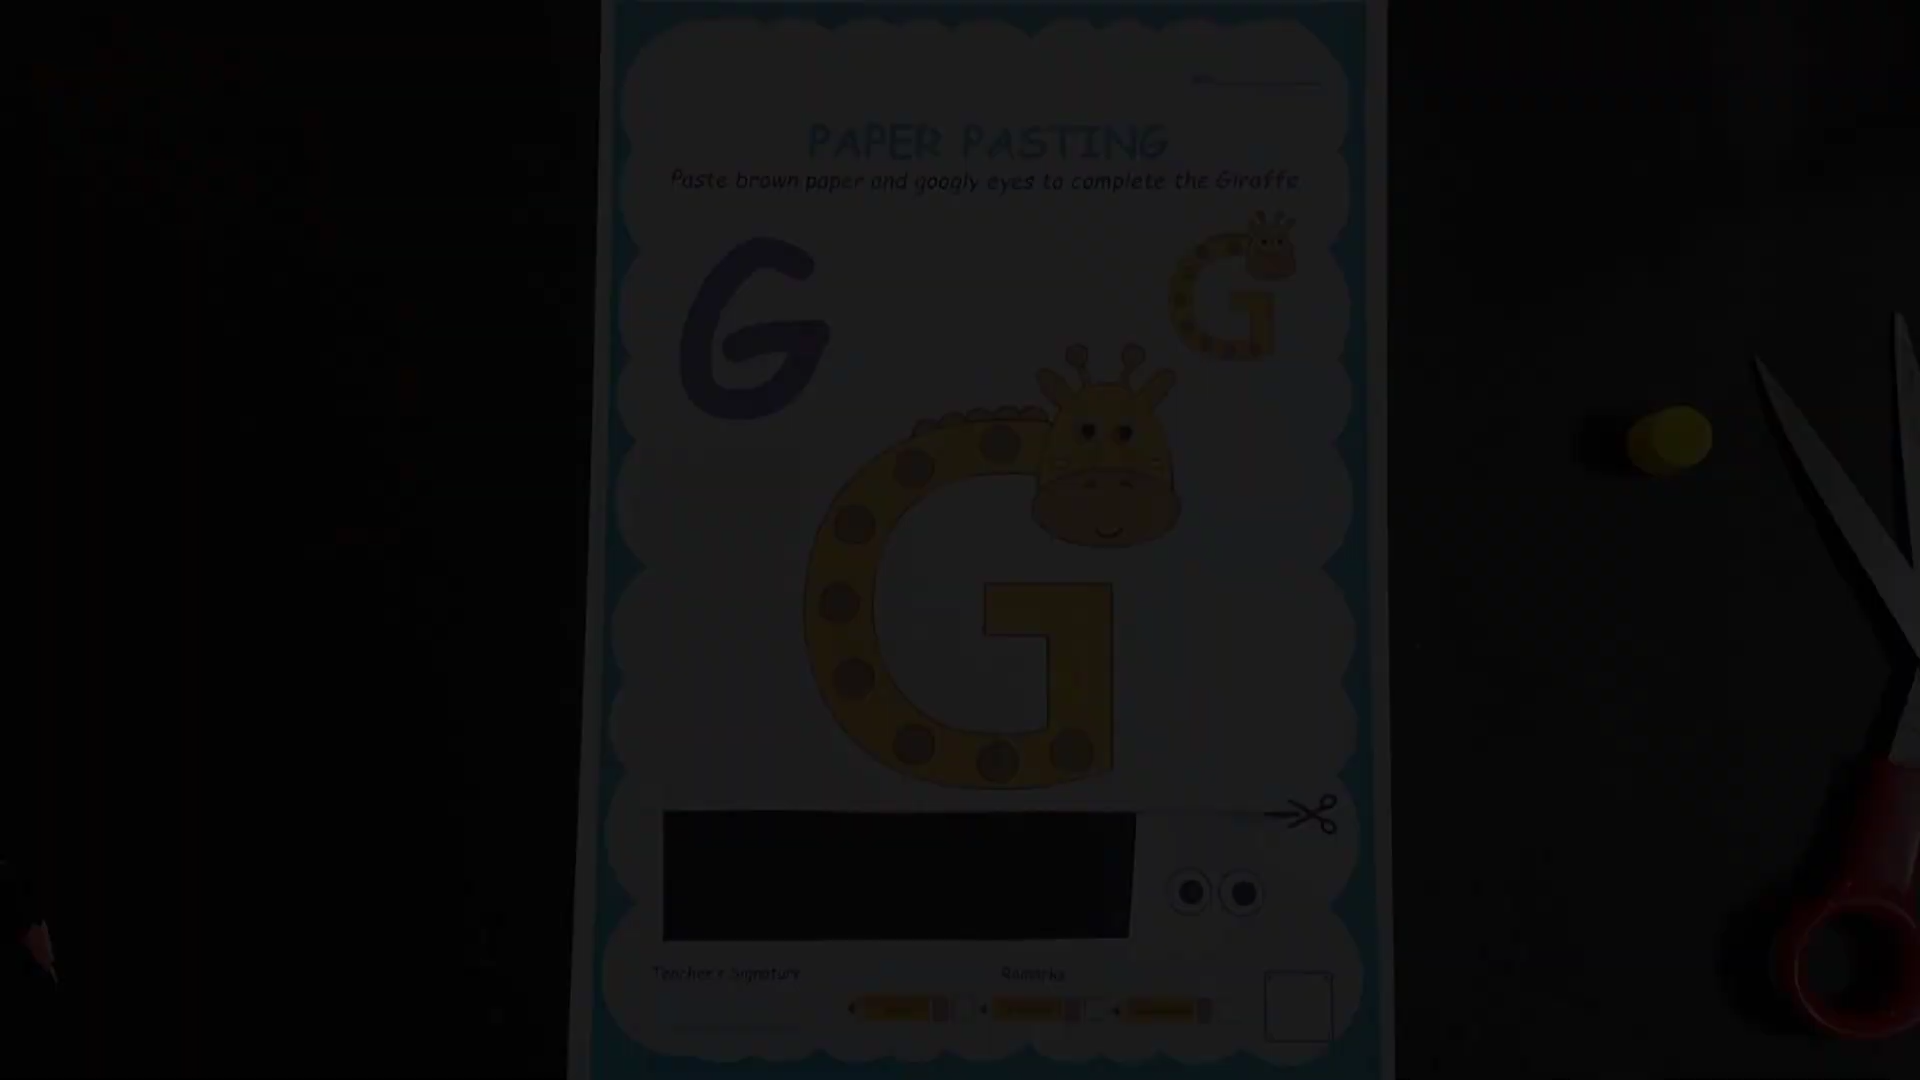 PAPER PASTING
Paste brown paper and googly eyes to complete the Giraffe
G
Teacher's Signature
Remarks